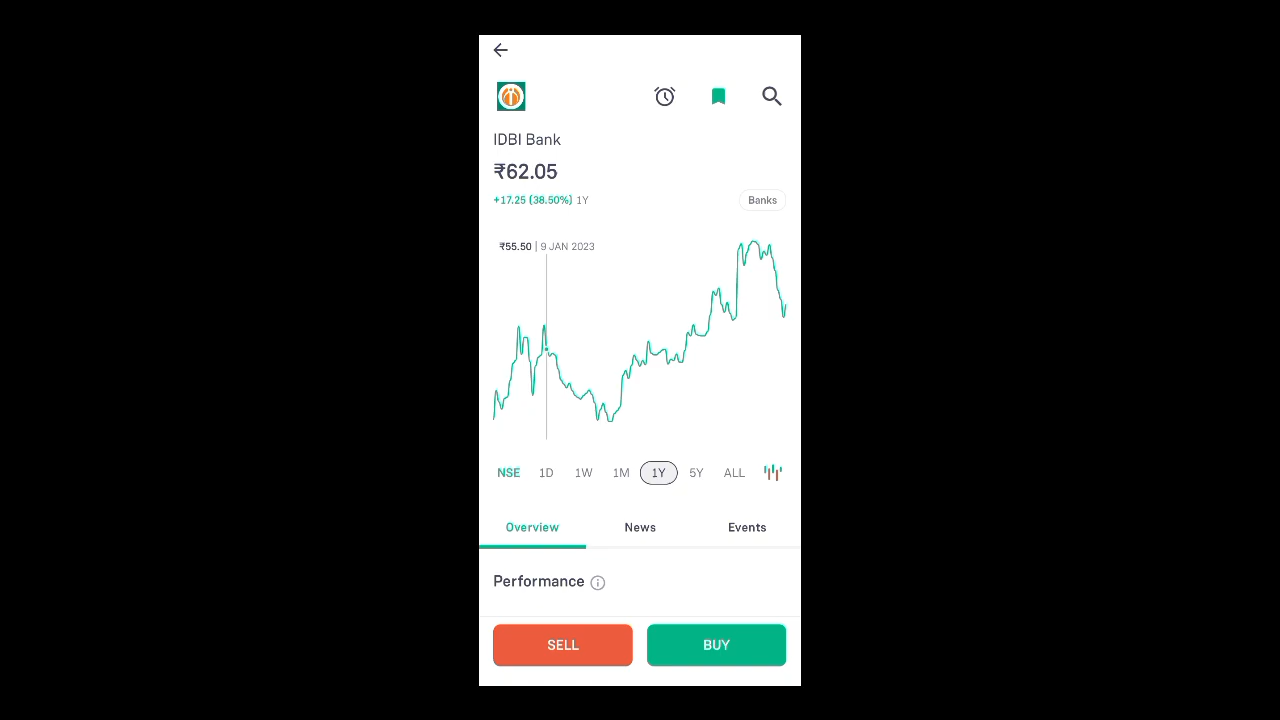 IDBI Bank
₹62.05
+17.25 (38.50%) 1Y
Banks
₹55.50 | 9 JAN 2023
NSE 1D 1W 1M 1Y 5Y ALL
Overview News Events
Performance
SELL BUY